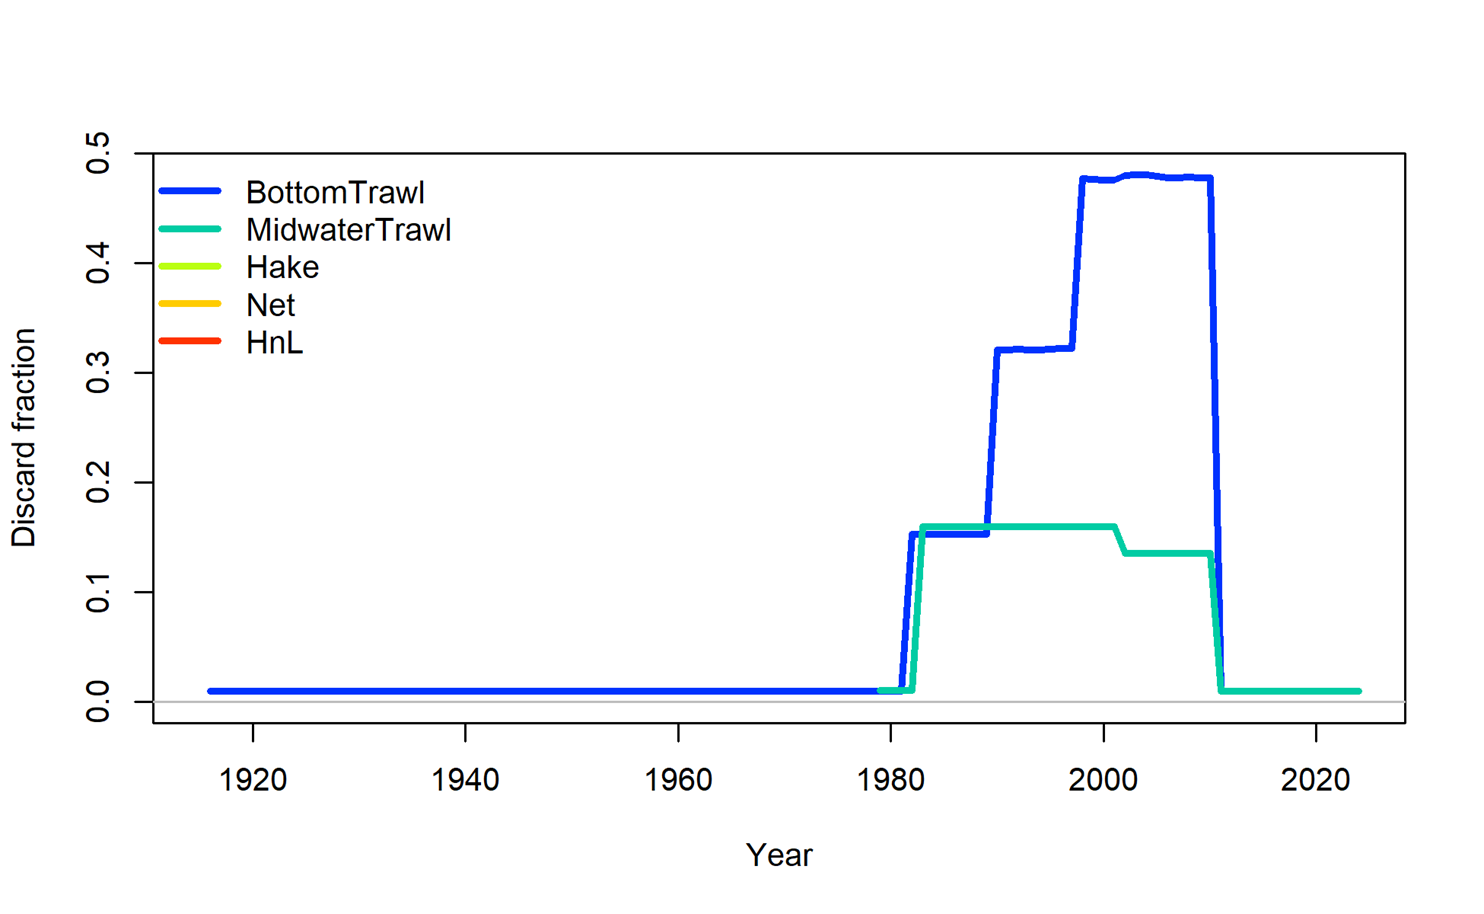 BottomTrawl
MidwaterTrawl
Hake
Net
HnL
Discard fraction
0.5
0.4
0.3
0.2
0.1
0.0
1920 1940 1960 1980 2000 2020
Year